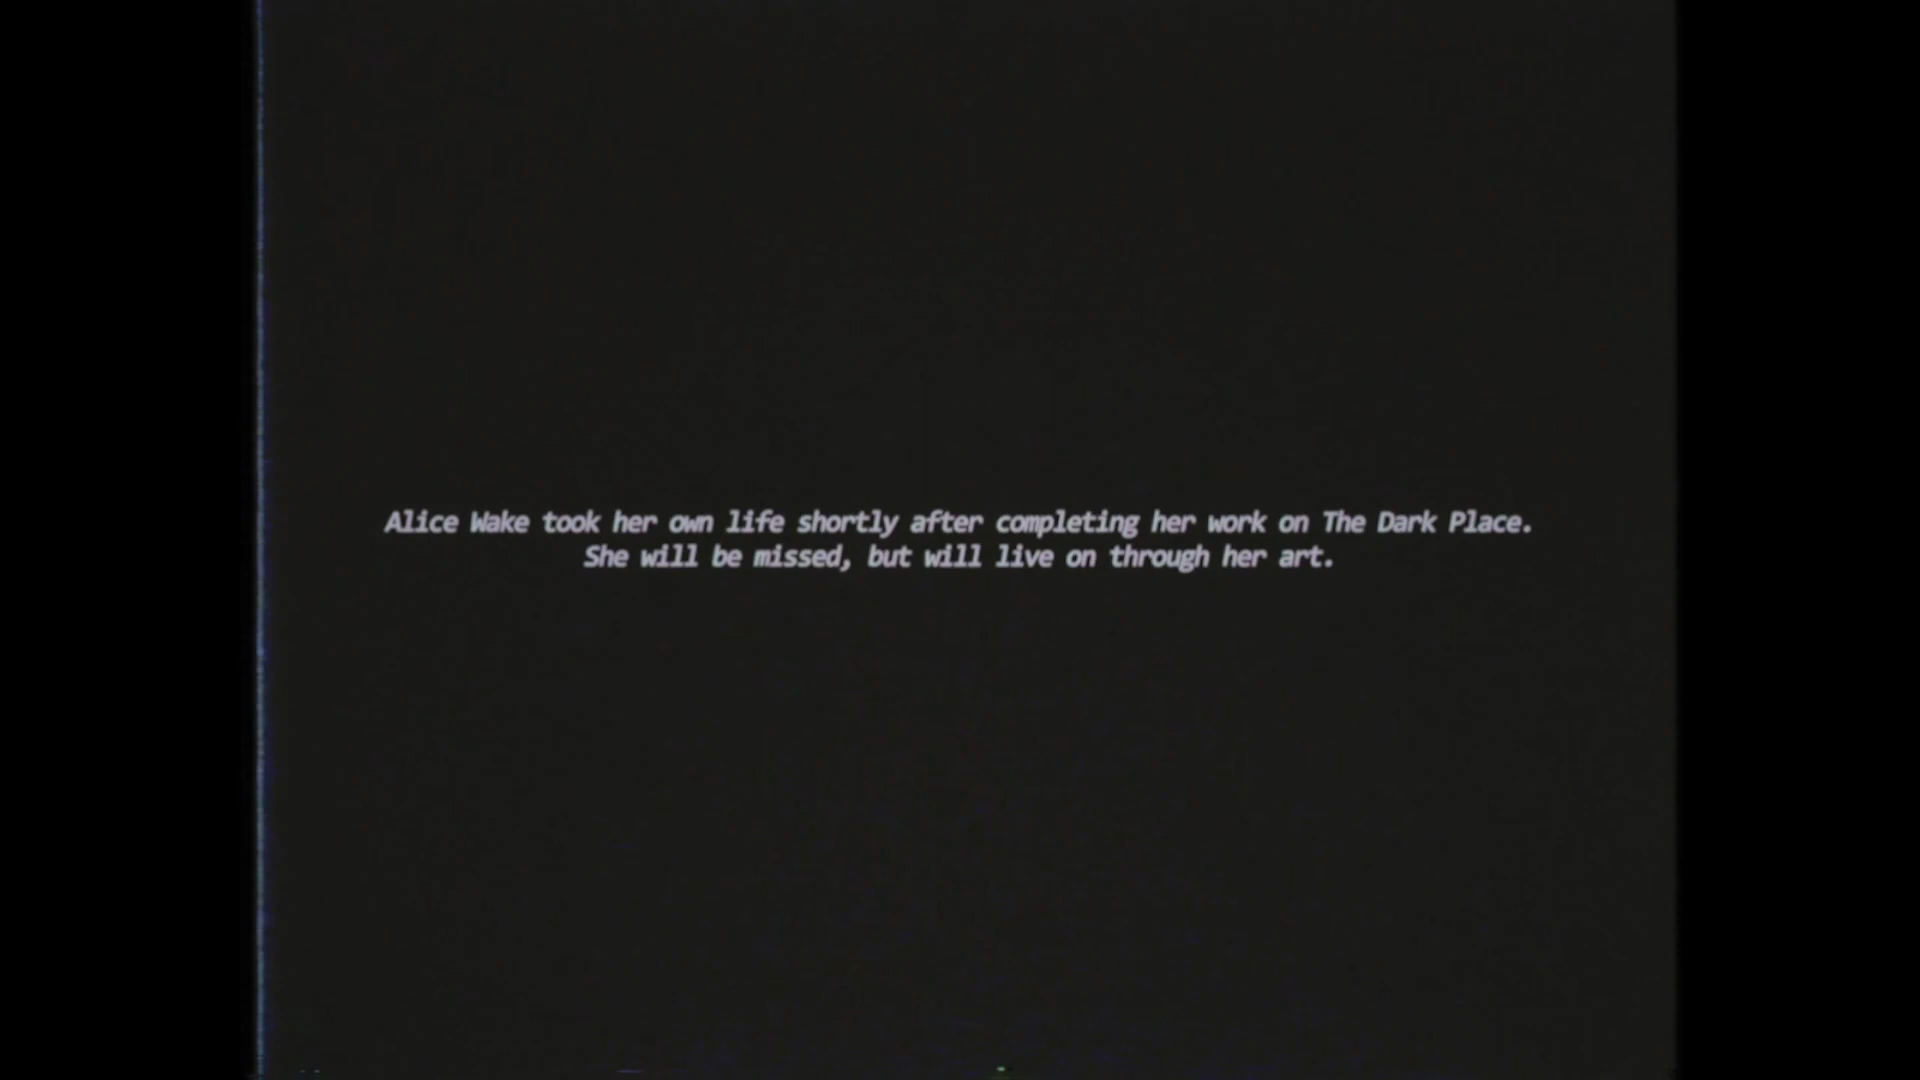 Alice Wake took her own life shortly after completing her work on The Dark Place.
She will be missed, but will live on through her art.